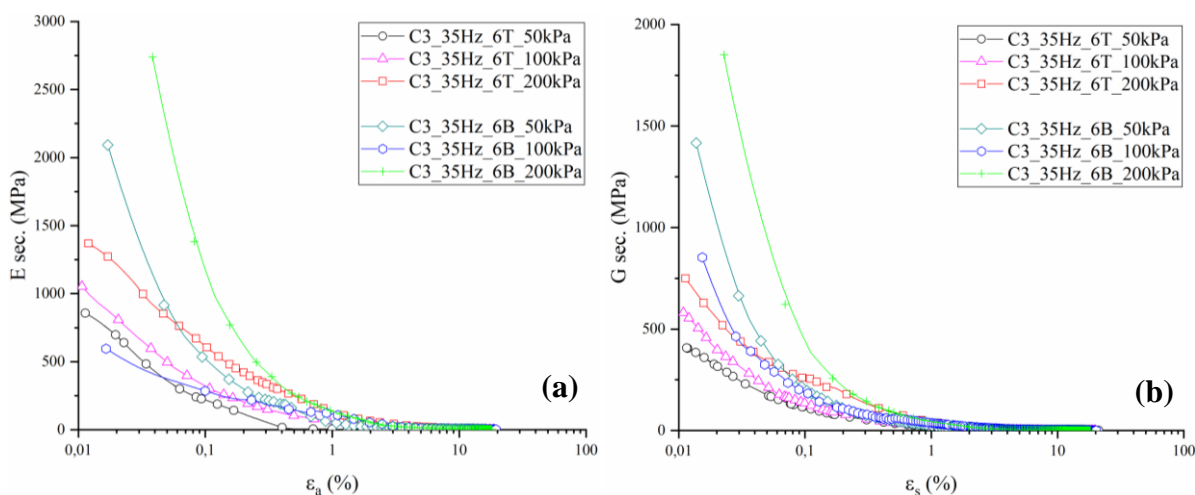 3000
2500
2000
1500
1000
500
0
E sec. (MPa)
C3_35Hz_6T_50kPa
C3_35Hz_6T_100kPa
C3_35Hz_6T_200kPa
C3_35Hz_6B_50kPa
C3_35Hz_6B_100kPa
C3_35Hz_6B_200kPa
(a)
0,01 0,1 1 10 100
εa (%)
2000
1500
1000
500
0
G sec. (MPa)
C3_35Hz_6T_50kPa
C3_35Hz_6T_100kPa
C3_35Hz_6T_200kPa
C3_35Hz_6B_50kPa
C3_35Hz_6B_100kPa
C3_35Hz_6B_200kPa
(b)
0,01 0,1 1 10 100
εs (%)